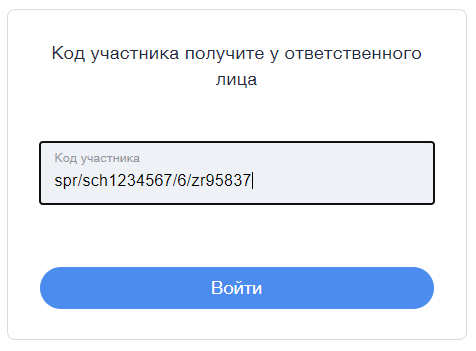 Код участника получите у ответственного
лица
Код участника
spr/sch1234567/6/zr95837
Войти